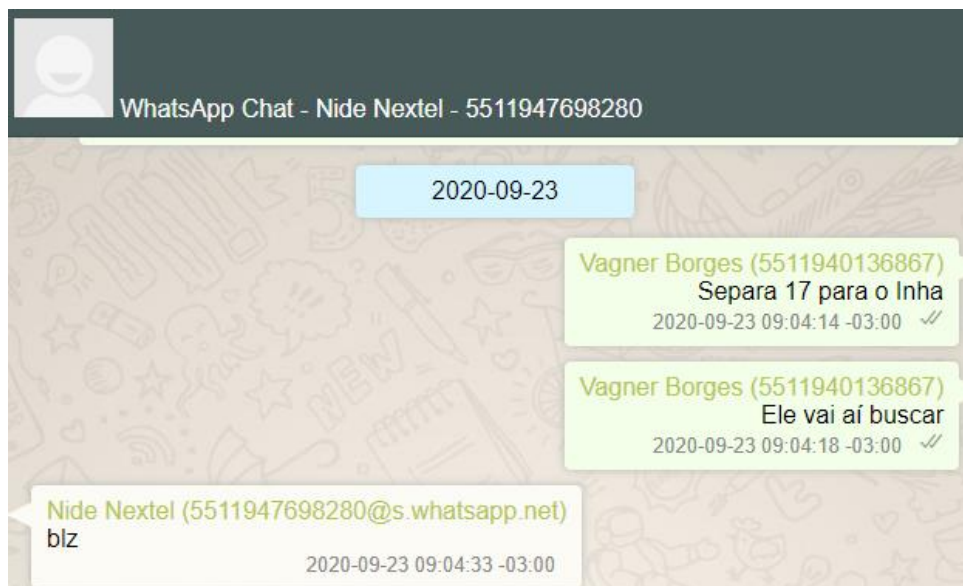 WhatsApp Chat - Nide Nextel - 5511947698280
2020-09-23
Vagner Borges (5511940136867)
Separa 17 para o Inha
2020-09-23 09:04:14 -03:00
Vagner Borges (5511940136867)
Ele vai aí buscar
2020-09-23 09:04:18 -03:00
Nide Nextel (5511947698280@s.whatsapp.net)
blz
2020-09-23 09:04:33 -03:00